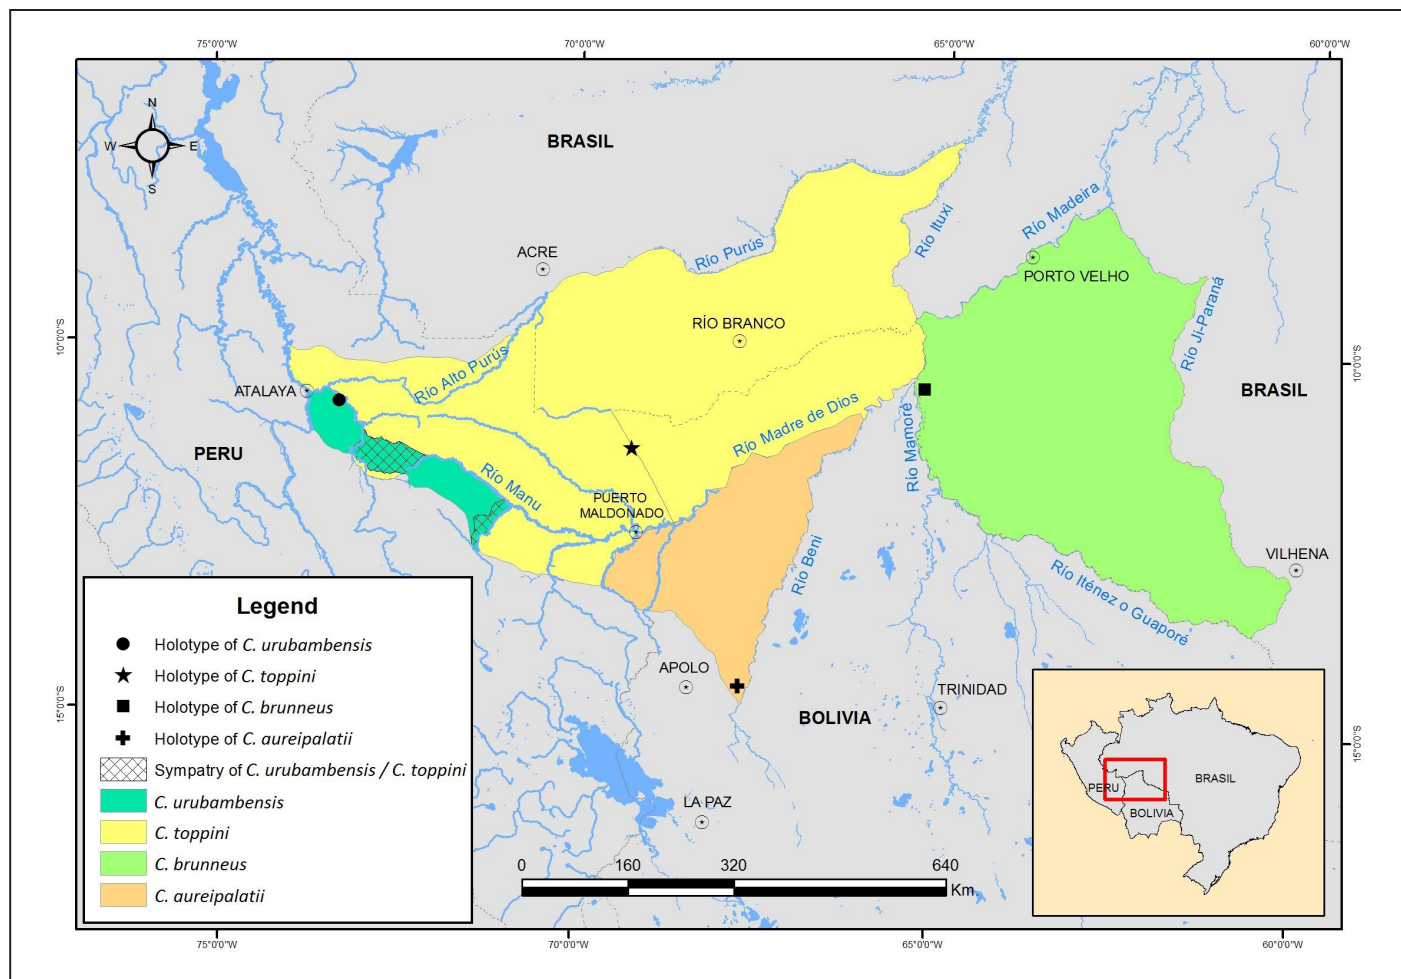 75°0'0"W 70°0'0"W 65°0'0"W 60°0'0"W
N
W E
S
BRASIL
Río Madeira
Río Ituxi
Río Purús
ACRE
PORTO VELHO
RÍO BRANCO
Río Ji-Paraná
10°0'0"S
10°0'0"S
Río Alto Purús
ATALAYA
BRASIL
Río Madre de Dios
Río Mamoré
PERU
Río Manu
PUERTO
MALDONADO
VILHENA
Río Beni
Río Iténez o Guaporé
APOLO
TRINIDAD
BOLIVIA
15°0'0"S
15°0'0"S
LA PAZ
Legend
Holotype of C. urubambensis
Holotype of C. toppini
Holotype of C. brunneus
Holotype of C. aureipalatii
Sympatry of C. urubambensis / C. toppini
C. urubambensis
C. toppini
C. brunneus
C. aureipalatii
0 160 320 640
Km
PERU
BRASIL
BOLIVIA
75°0'0"W 70°0'0"W 65°0'0"W 60°0'0"W